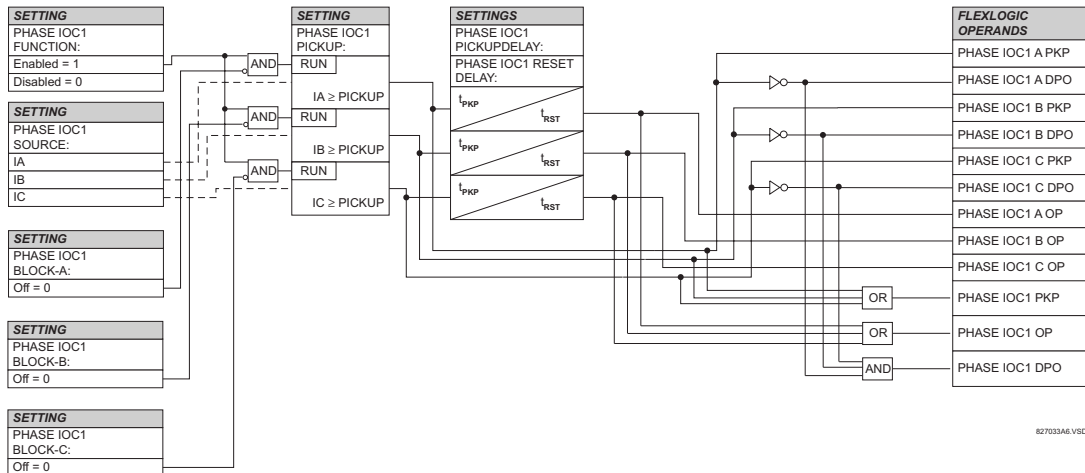 SETTING
PHASE IOC1
FUNCTION:
Enabled = 1
Disabled = 0
SETTING
PHASE IOC1
SOURCE:
IA
IB
IC
SETTING
PHASE IOC1
BLOCK-A:
Off = 0
SETTING
PHASE IOC1
BLOCK-B:
Off = 0
SETTING
PHASE IOC1
BLOCK-C:
Off = 0
AND
AND
AND
SETTING
PHASE IOC1
PICKUP:
RUN
IA ≥ PICKUP
RUN
IB ≥ PICKUP
RUN
IC ≥ PICKUP
SETTINGS
PHASE IOC1
PICKUPDELAY:
PHASE IOC1 RESET
DELAY:
tPKP
tRST
tPKP
tRST
tPKP
tRST
OR
OR
AND
FLEXLOGIC
OPERANDS
PHASE IOC1 A PKP
PHASE IOC1 A DPO
PHASE IOC1 B PKP
PHASE IOC1 B DPO
PHASE IOC1 C PKP
PHASE IOC1 C DPO
PHASE IOC1 A OP
PHASE IOC1 B OP
PHASE IOC1 C OP
PHASE IOC1 PKP
PHASE IOC1 OP
PHASE IOC1 DPO
827033A6.VSD